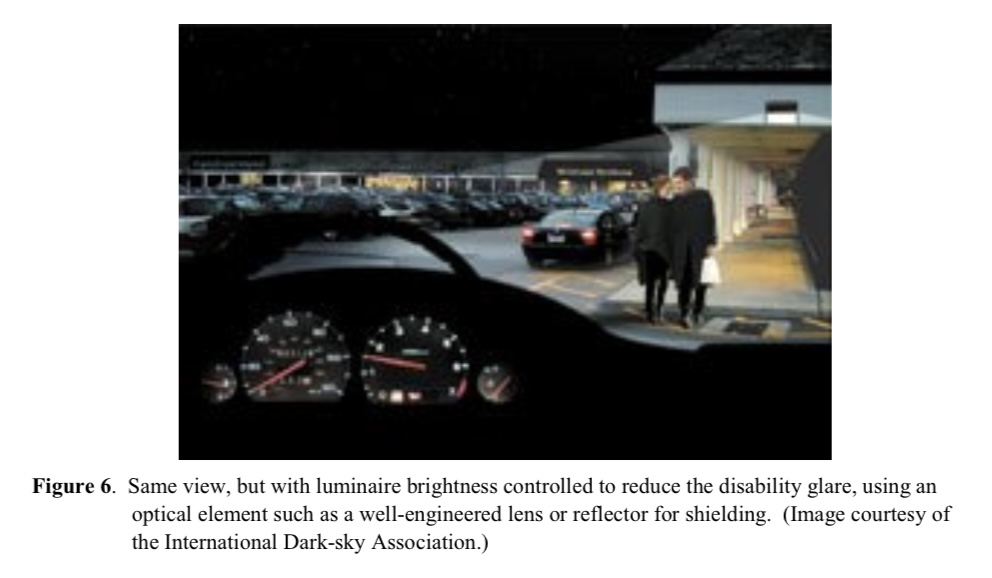 Figure 6. Same view, but with luminaire brightness controlled to reduce the disability glare, using an
optical element such as a well-engineered lens or reflector for shielding. (Image courtesy of
the International Dark-sky Association.)